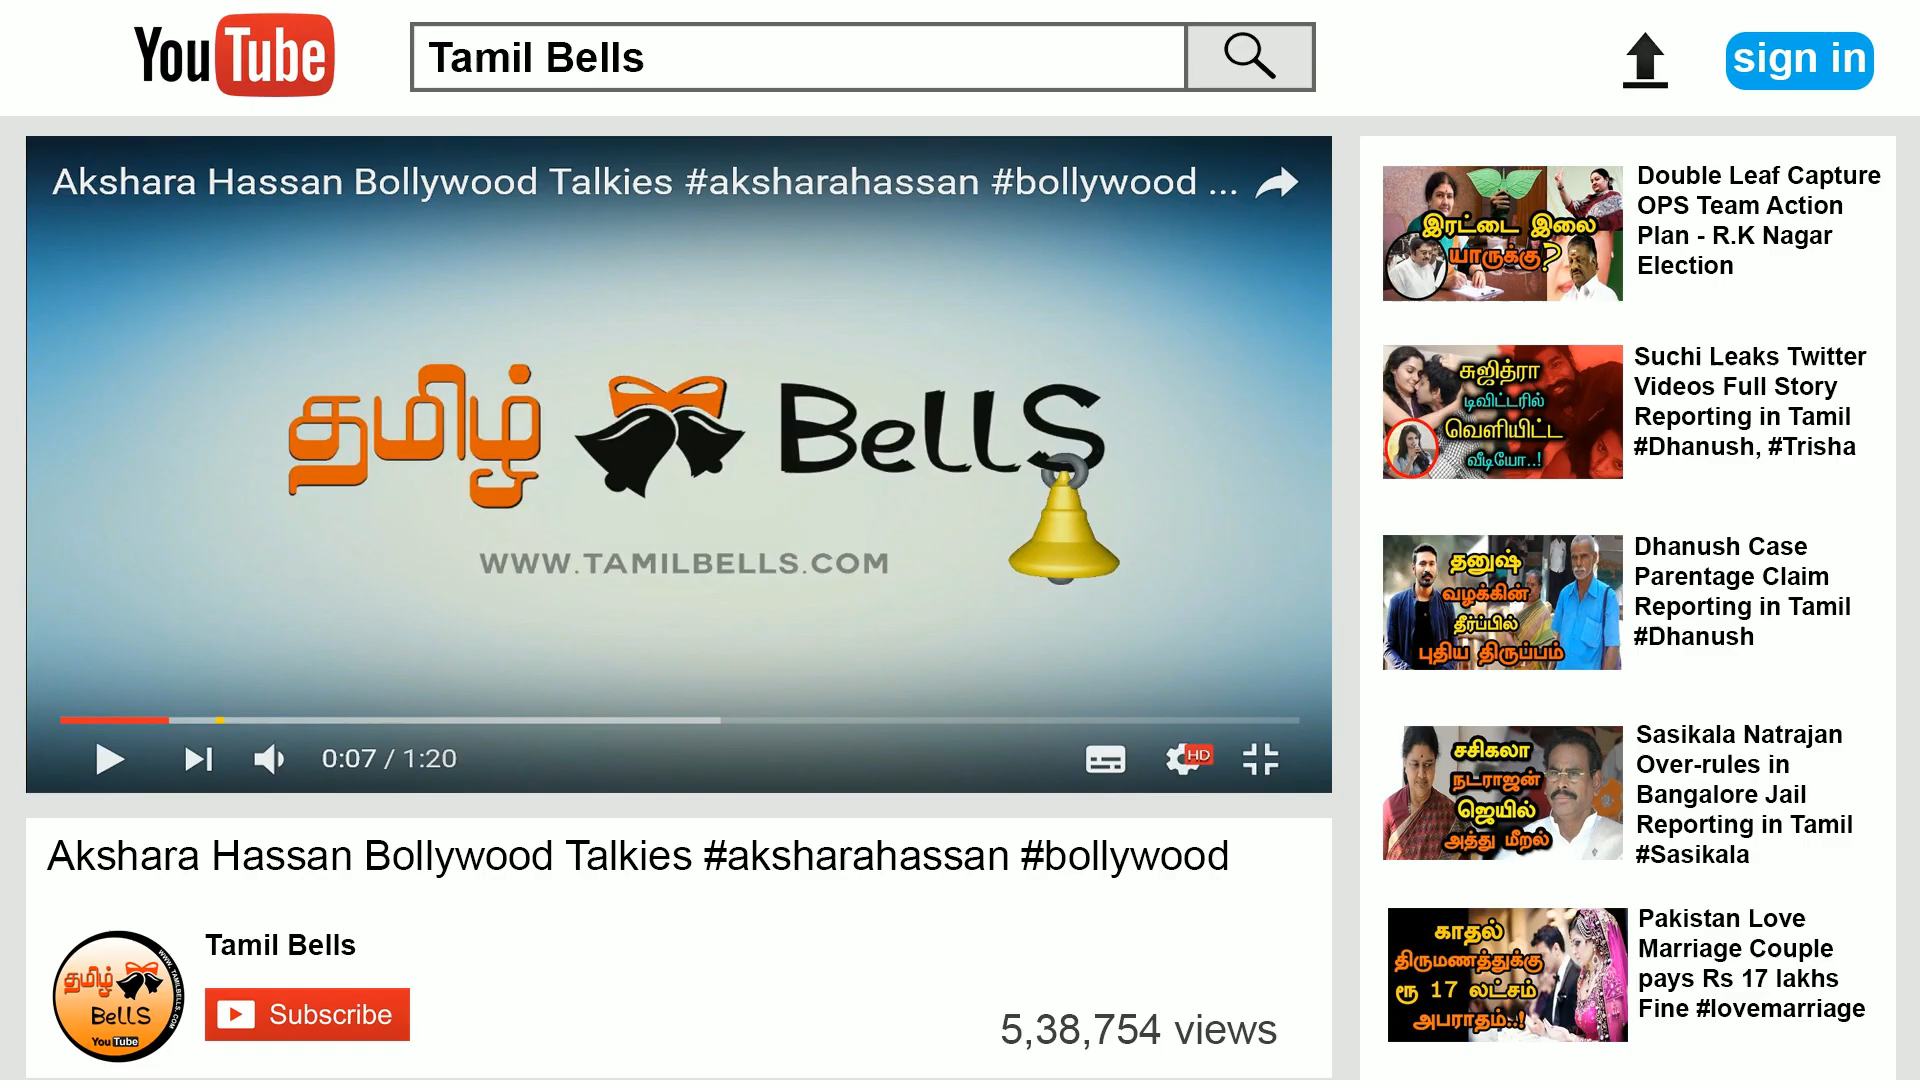 YouTube
Tamil Bells
sign in
Akshara Hassan Bollywood Talkies #aksharahassan #bollywood ...
தமிழ் BellS
WWW.TAMILBELLS.COM
0:07 / 1:20
HD
Akshara Hassan Bollywood Talkies #aksharahassan #bollywood
தமிழ்
BellS
YouTube
WWW.TAMILBELLS.COM
Tamil Bells
Subscribe
5,38,754 views
இரட்டை இலை
யாருக்கு?
Double Leaf Capture
OPS Team Action
Plan - R.K Nagar
Election
சுஜித்ரா
டிவிட்டரில்
வெளியிட்ட
வீடியோ..!
Suchi Leaks Twitter
Videos Full Story
Reporting in Tamil
#Dhanush, #Trisha
தனுஷ்
வழக்கின்
தீர்ப்பில்
புதிய திருப்பம்
Dhanush Case
Parentage Claim
Reporting in Tamil
#Dhanush
சசிகலா
நடராஜன்
ஜெயில்
அத்து மீறல்
Sasikala Natrajan
Over-rules in
Bangalore Jail
Reporting in Tamil
#Sasikala
காதல்
திருமணத்துக்கு
ரூ 17 லட்சம்
அபராதம்..!
Pakistan Love
Marriage Couple
pays Rs 17 lakhs
Fine #lovemarriage